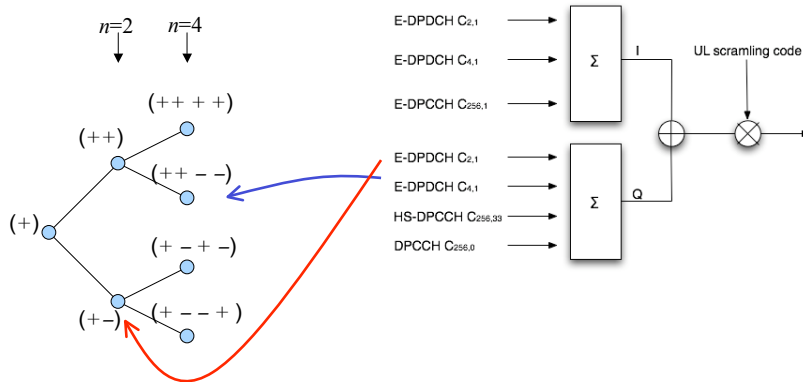 n=2
n=4
(+ + + +)
(++)
(++ − −)
(+)
(+ − + −)
(+−)
(+ − − + )
E-DPDCH C2,1
E-DPDCH C4,1
E-DPCCH C256,1
Σ
I
UL scramling code
E-DPDCH C2,1
E-DPDCH C4,1
HS-DPCCH C256,33
DPCCH C256,0
Σ
Q